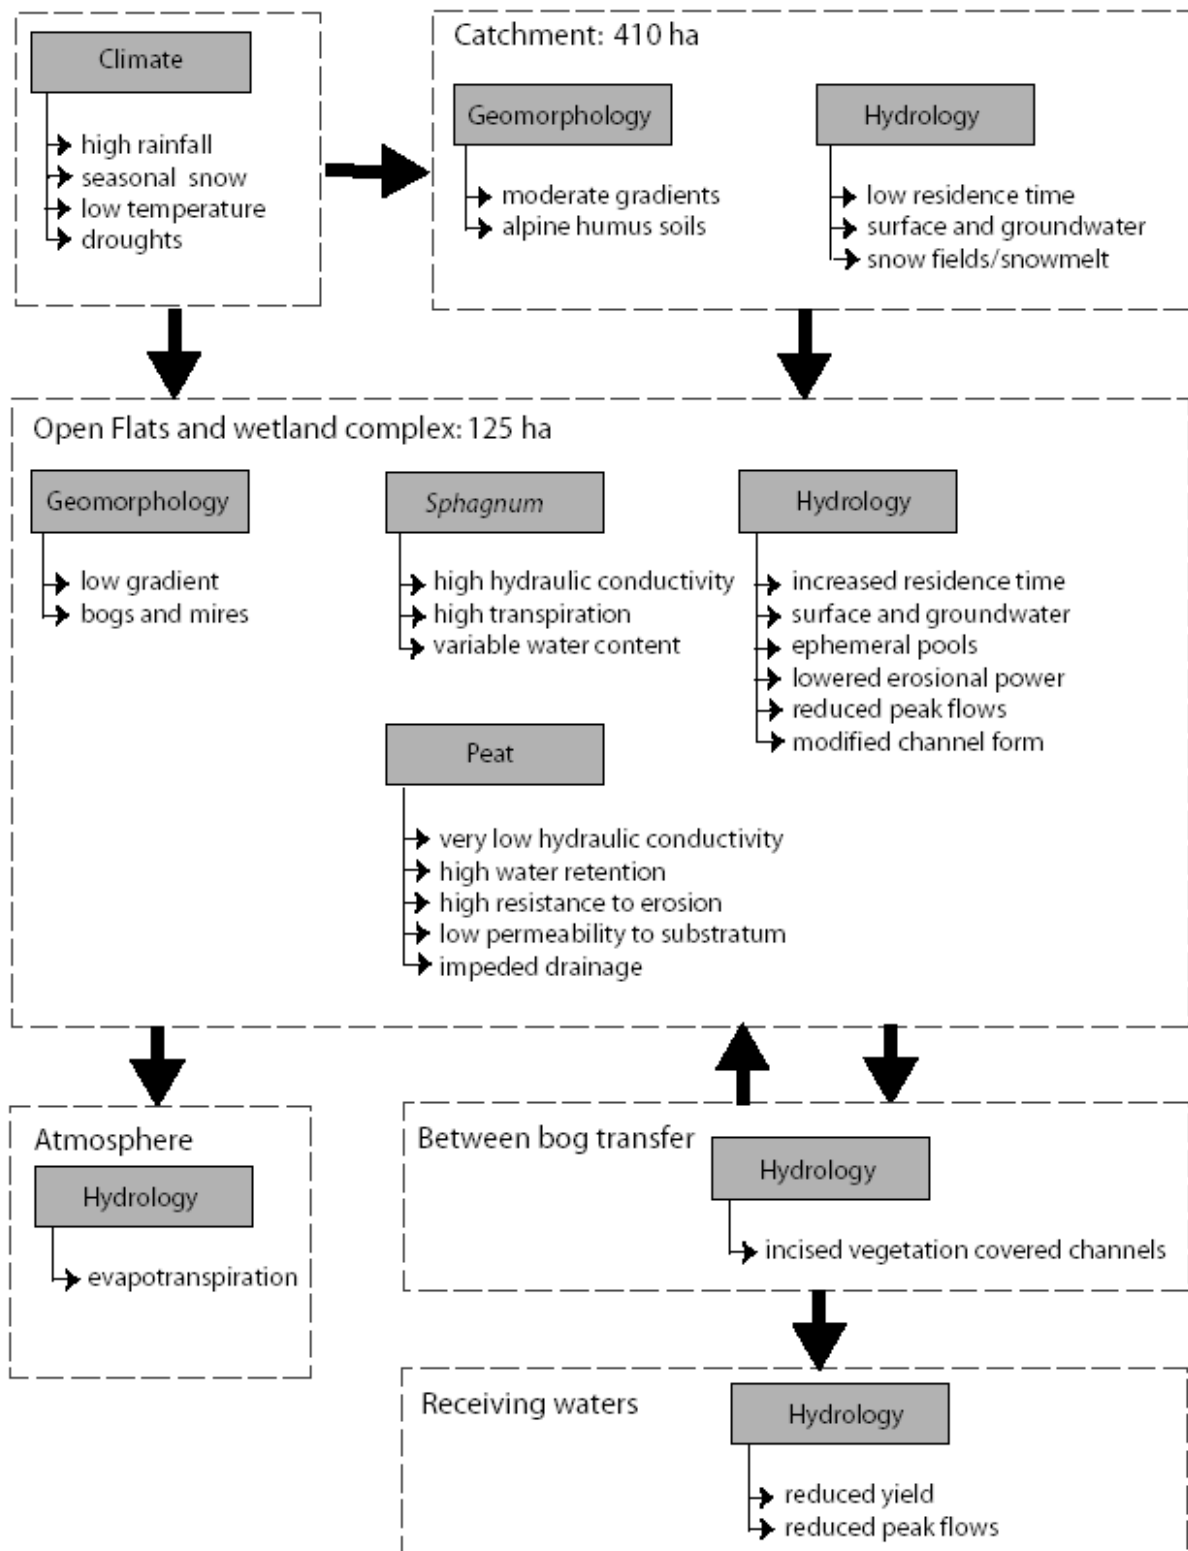 Climate
high rainfall
seasonal snow
low temperature
droughts
Catchment: 410 ha
Geomorphology
moderate gradients
alpine humus soils
Hydrology
low residence time
surface and groundwater
snow fields/snowmelt
Open Flats and wetland complex: 125 ha
Geomorphology
low gradient
bogs and mires
Sphagnum
high hydraulic conductivity
high transpiration
variable water content
Peat
very low hydraulic conductivity
high water retention
high resistance to erosion
low permeability to substratum
impeded drainage
Hydrology
increased residence time
surface and groundwater
ephemeral pools
lowered erosional power
reduced peak flows
modified channel form
Atmosphere
Hydrology
evapotranspiration
Between bog transfer
Hydrology
incised vegetation covered channels
Receiving waters
Hydrology
reduced yield
reduced peak flows